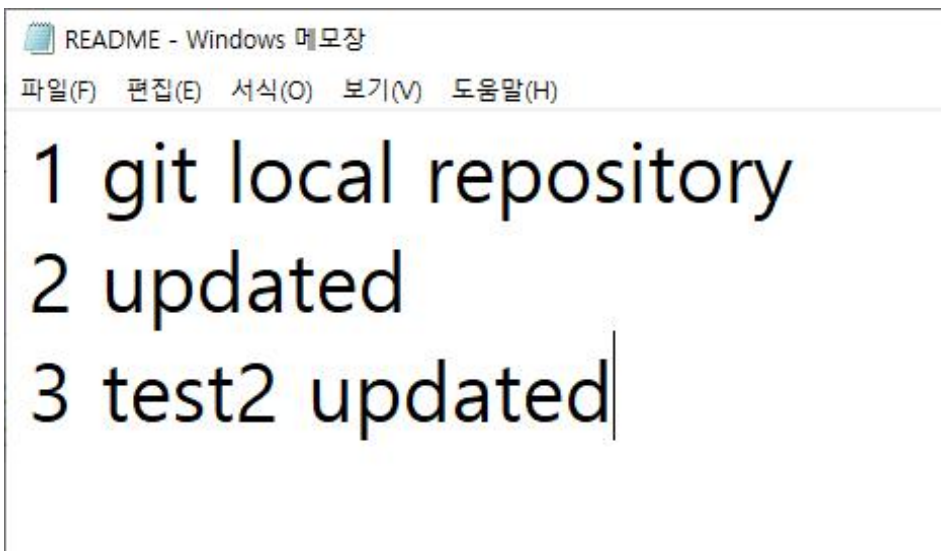 README - Windows 메모장
파일(F) 편집(E) 서식(O) 보기(V) 도움말(H)
1 git local repository
2 updated
3 test2 updated